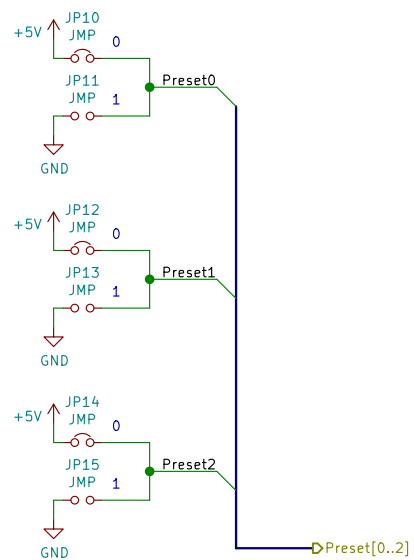 JP10
+5V JMP 0
JP11
JMP 1
Preset0
GND
JP12
+5V JMP 0
JP13
JMP 1
Preset1
GND
JP14
+5V JMP 0
JP15
JMP 1
Preset2
GND
Preset[0..2]